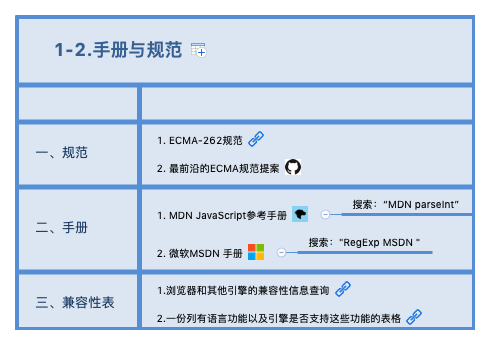 1-2.手册与规范
一、规范
1. ECMA-262规范
2. 最前沿的ECMA规范提案
二、手册
1. MDN JavaScript参考手册
搜索：“MDN parseInt”
2. 微软MSDN 手册
搜索：“RegExp MSDN ”
三、兼容性表
1.浏览器和其他引擎的兼容性信息查询
2.一份列有语言功能以及引擎是否支持这些功能的表格